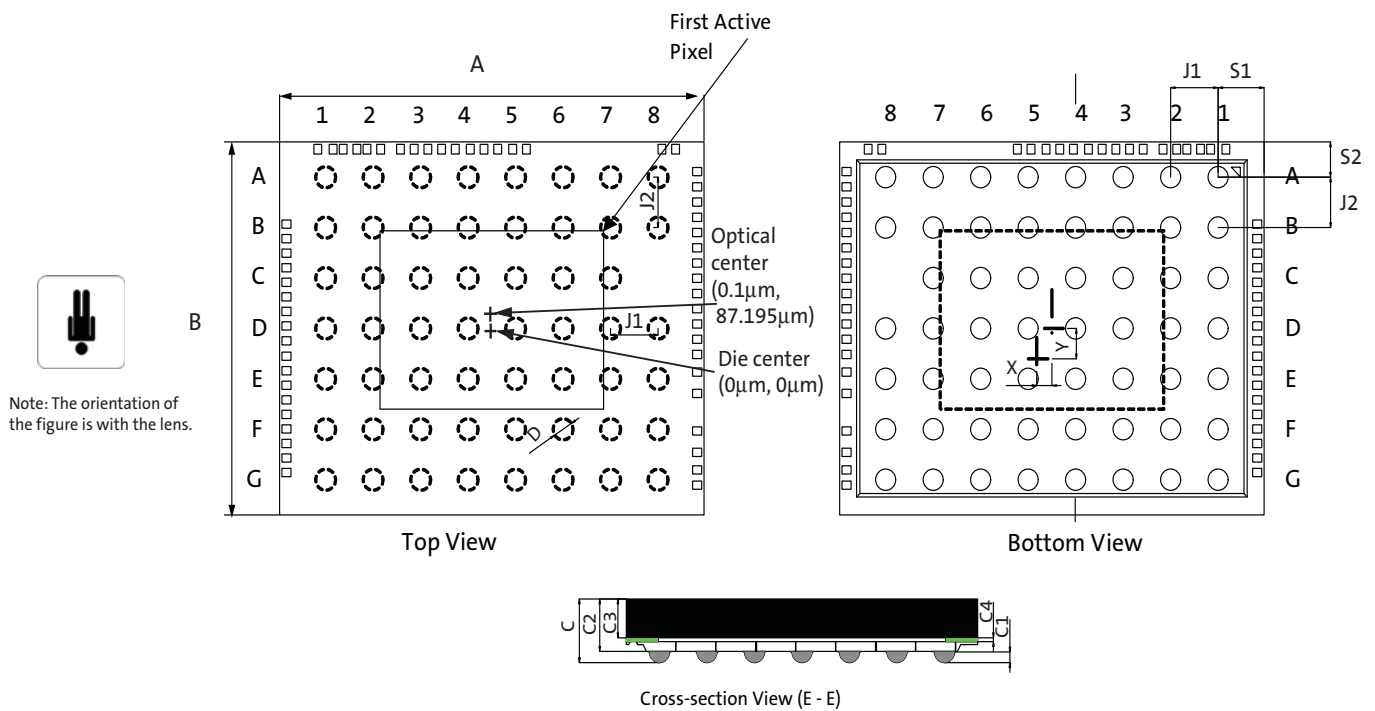 First Active
Pixel
A
1 2 3 4 5 6 7 8
A
B
C
D
E
F
G
B
J2
J1
D
Optical
center
(0.1µm,
87.195µm)
Die center
(0µm, 0µm)
Top View
Note: The orientation of
the figure is with the lens.
J1 S1
8 7 6 5 4 3 2 1
S2
J2
A
B
C
D
E
F
G
X
Y
Bottom View
C
C2
C3
C4
C1
Cross-section View (E - E)